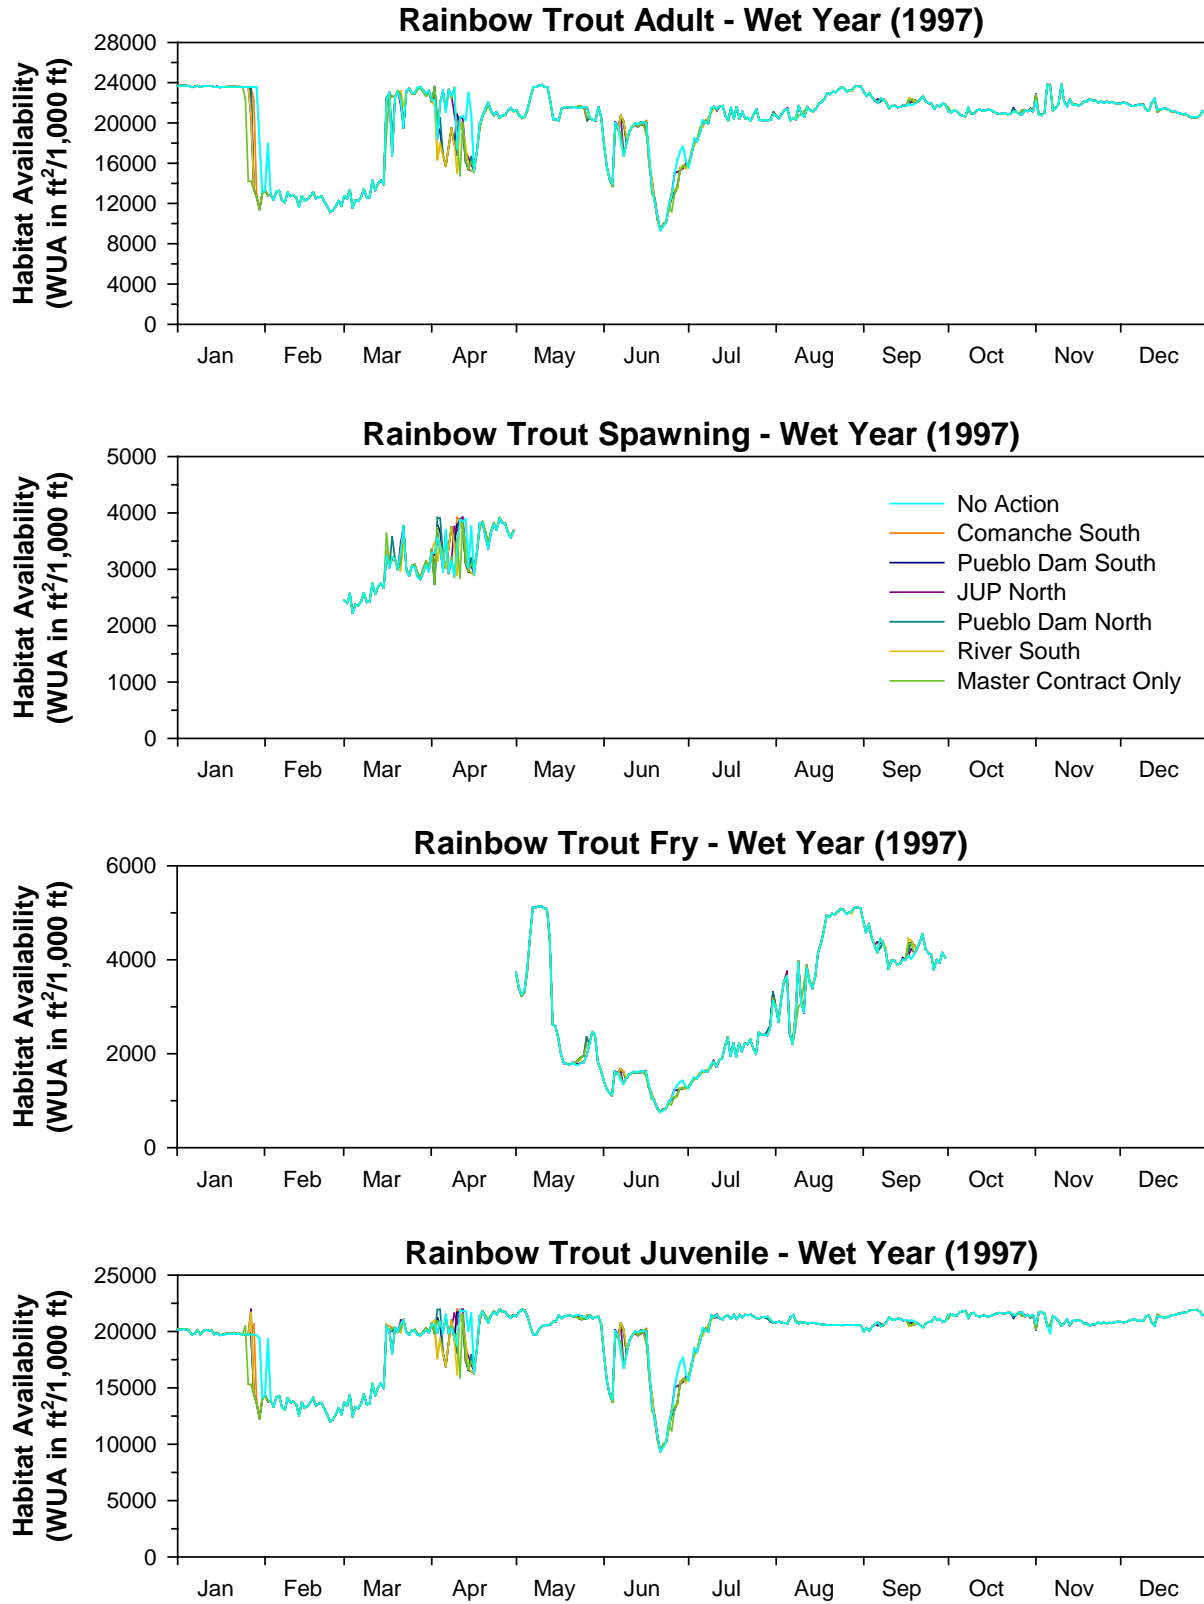 Rainbow Trout Adult - Wet Year (1997)
Habitat Availability
(WUA in ft²/1,000 ft)
28000
24000
20000
16000
12000
8000
4000
0
Jan Feb Mar Apr May Jun Jul Aug Sep Oct Nov Dec
Rainbow Trout Spawning - Wet Year (1997)
Habitat Availability
(WUA in ft²/1,000 ft)
5000
4000
3000
2000
1000
0
No Action
Comanche South
Pueblo Dam South
JUP North
Pueblo Dam North
River South
Master Contract Only
Jan Feb Mar Apr May Jun Jul Aug Sep Oct Nov Dec
Rainbow Trout Fry - Wet Year (1997)
Habitat Availability
(WUA in ft²/1,000 ft)
6000
4000
2000
0
Jan Feb Mar Apr May Jun Jul Aug Sep Oct Nov Dec
Rainbow Trout Juvenile - Wet Year (1997)
Habitat Availability
(WUA in ft²/1,000 ft)
25000
20000
15000
10000
5000
0
Jan Feb Mar Apr May Jun Jul Aug Sep Oct Nov Dec